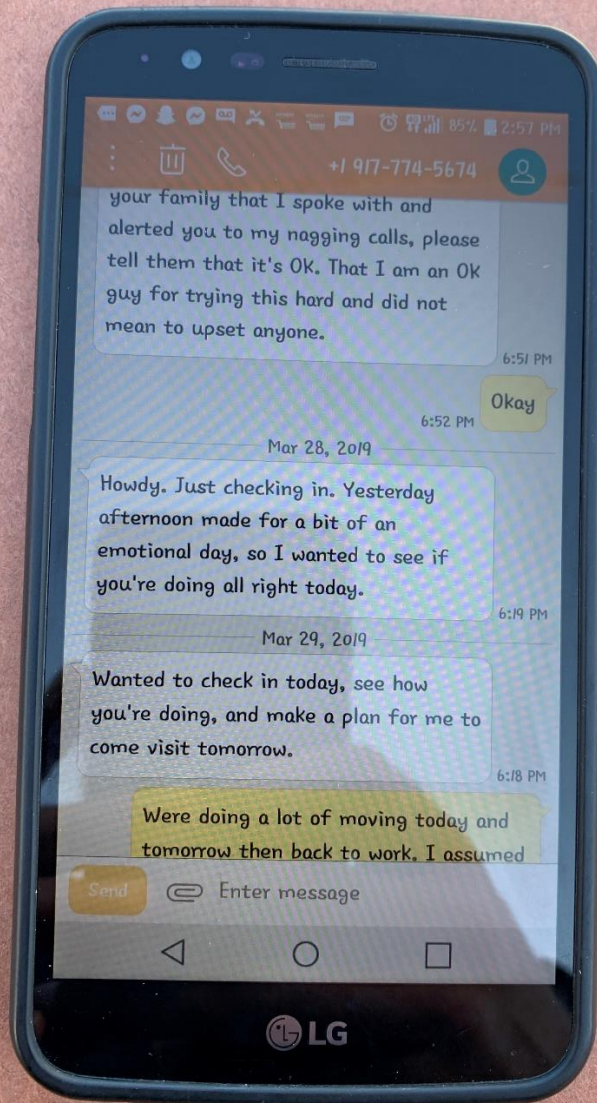 85% 2:57 PM
+1 917-774-5674
your family that I spoke with and
alerted you to my nagging calls, please
tell them that it's OK. That I am an OK
guy for trying this hard and did not
mean to upset anyone.
6:51 PM
Okay
6:52 PM
Mar 28, 2019
Howdy. Just checking in. Yesterday
afternoon made for a bit of an
emotional day, so I wanted to see if
you're doing all right today.
6:19 PM
Mar 29, 2019
Wanted to check in today, see how
you're doing, and make a plan for me to
come visit tomorrow.
6:18 PM
Were doing a lot of moving today and
tomorrow then back to work. I assumed
Send
Enter message
LG